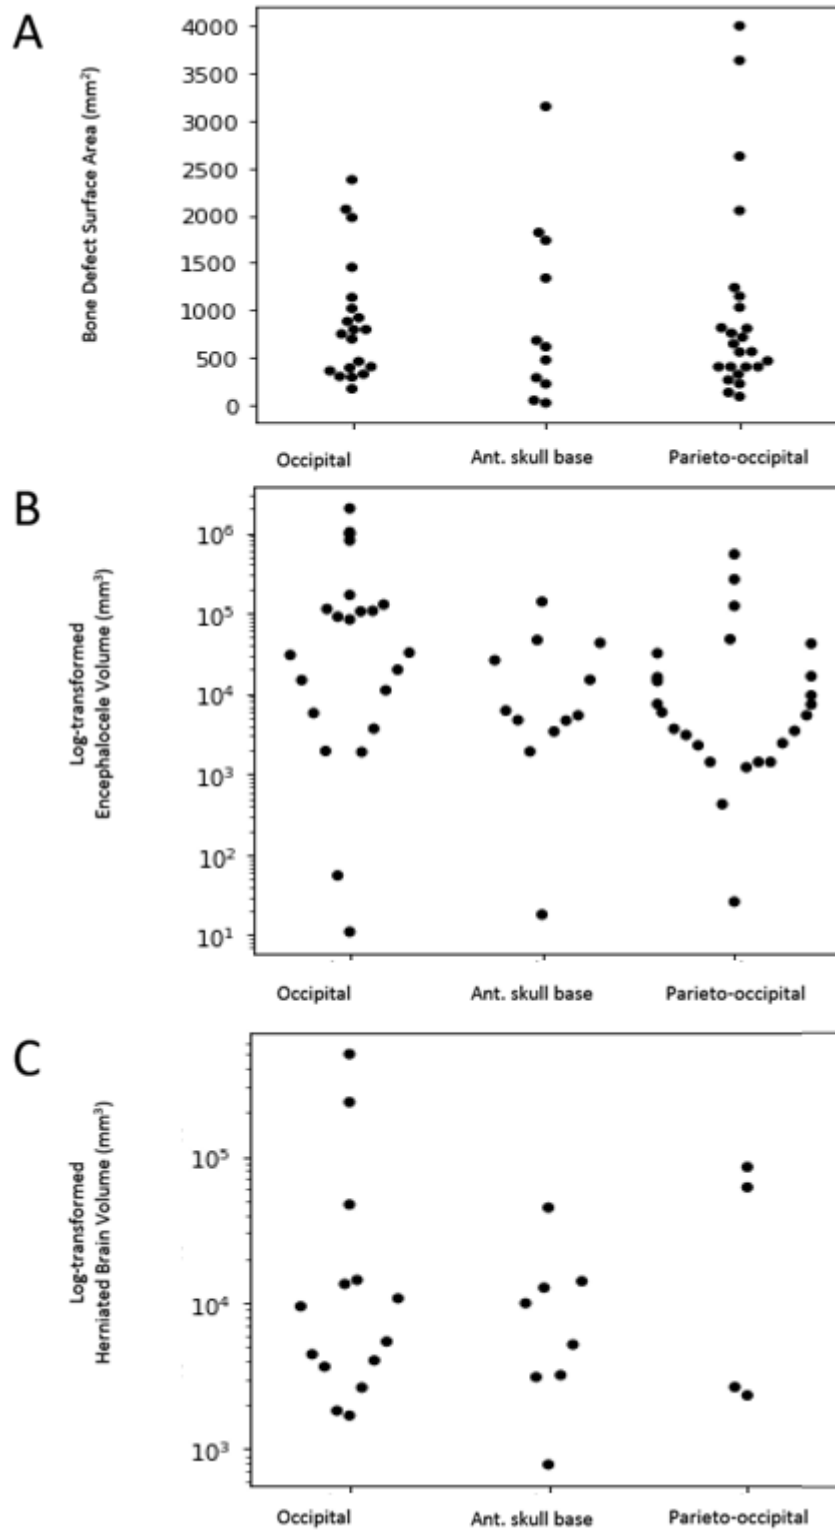 A
Bone Defect Surface Area (mm²)
4000
3500
3000
2500
2000
1500
1000
500
0
Occipital Ant. skull base Parieto-occipital
B
Log-transformed
Encephalocele Volume (mm³)
10⁶
10⁵
10⁴
10³
10²
10¹
Occipital Ant. skull base Parieto-occipital
C
Log-transformed
Herniated Brain Volume (mm³)
10⁵
10⁴
10³
Occipital Ant. skull base Parieto-occipital